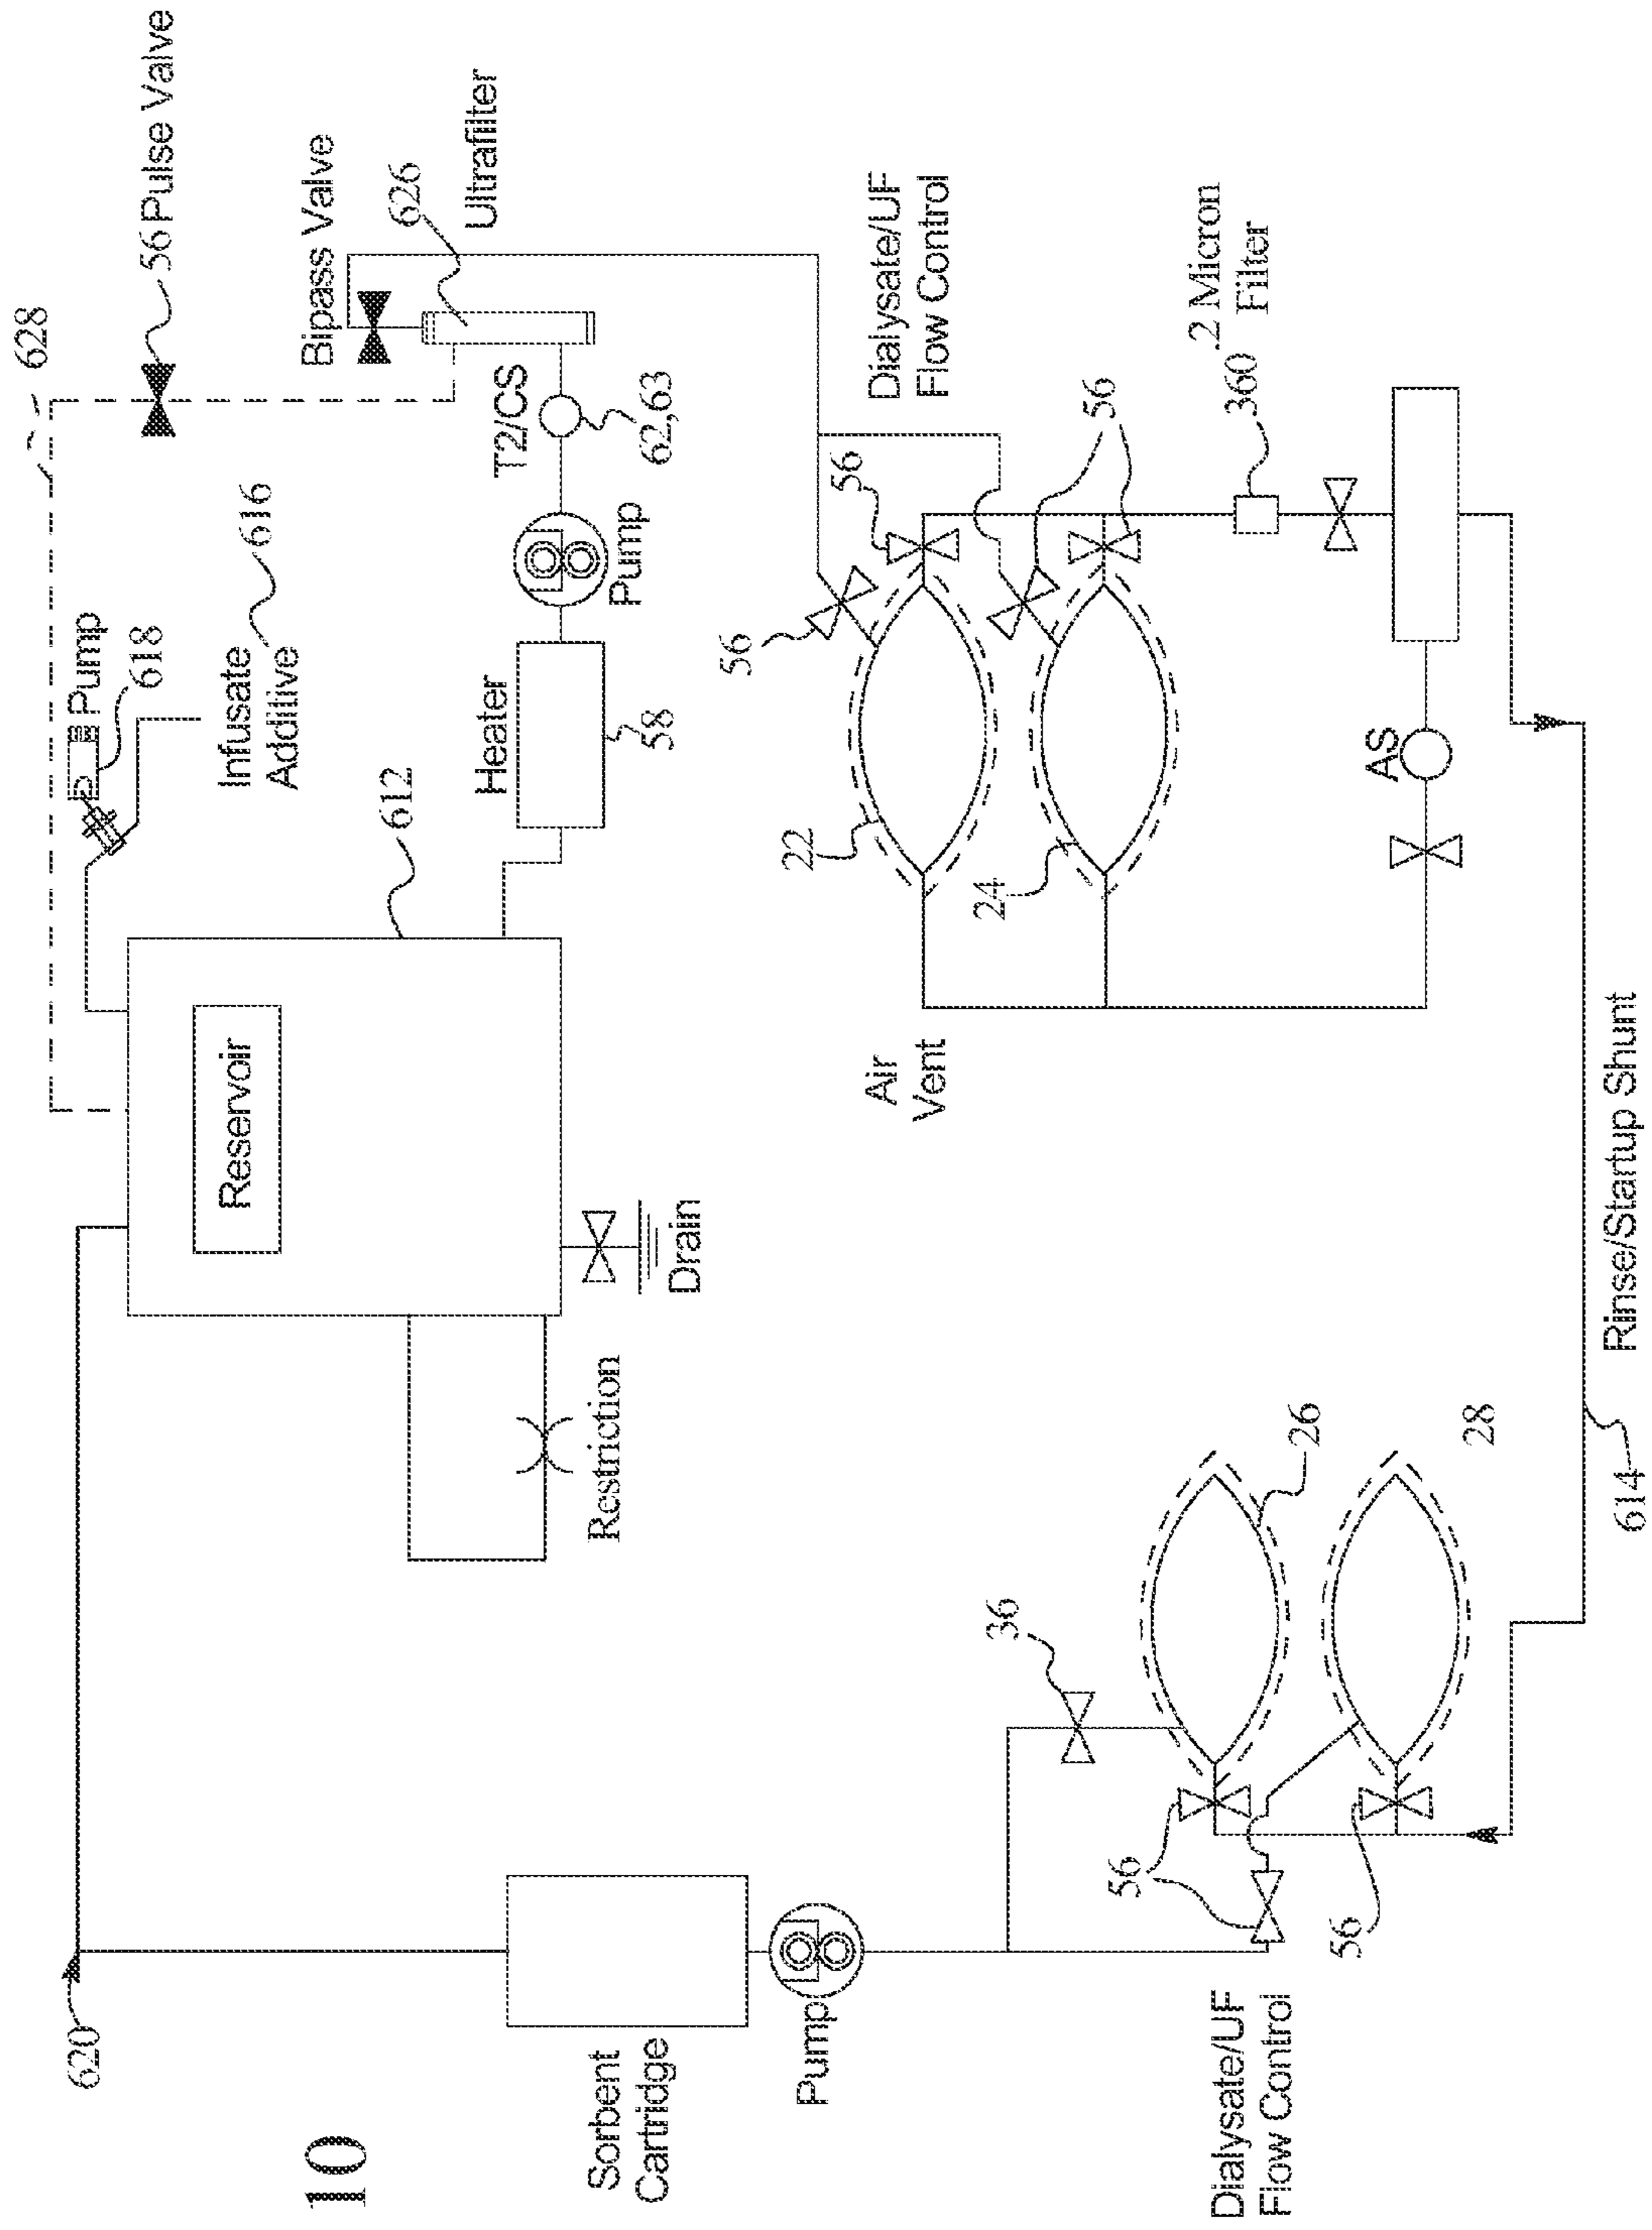 10
620
Sorbent
Cartridge
Pump
Dialysate/UF
Flow Control
56
56
36
26
28
614
Rinse/Startup Shunt
Restriction
Drain
Reservoir
612
Air
Vent
628
Pump
618
Infusate
Additive
616
Heater
58
Pump
T2/CS
62,63
56 Pulse Valve
Bipass Valve
626
Ultrafilter
22
24
56
56
56
Dialysate/UF
Flow Control
360
.2 Micron
Filter
AS